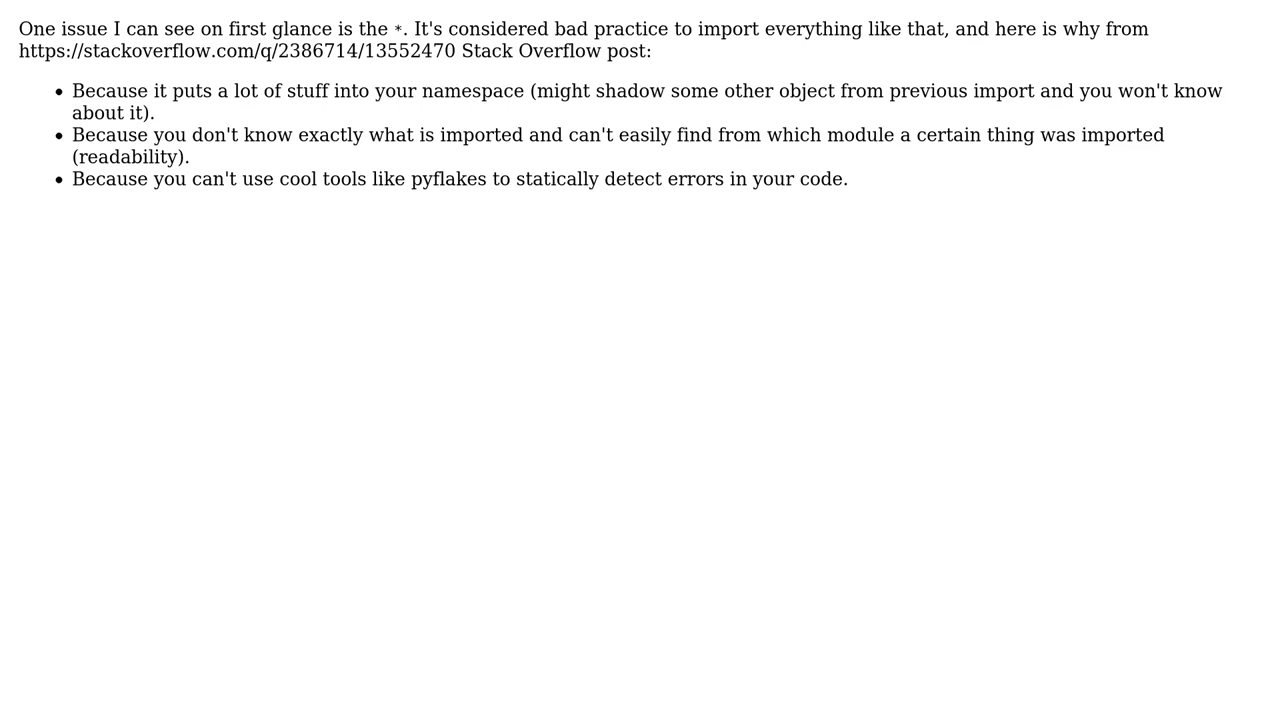 One issue I can see on first glance is the *. It's considered bad practice to import everything like that, and here is why from
https://stackoverflow.com/q/2386714/13552470 Stack Overflow post:
• Because it puts a lot of stuff into your namespace (might shadow some other object from previous import and you won't know
about it).
• Because you don't know exactly what is imported and can't easily find from which module a certain thing was imported
(readability).
• Because you can't use cool tools like pyflakes to statically detect errors in your code.